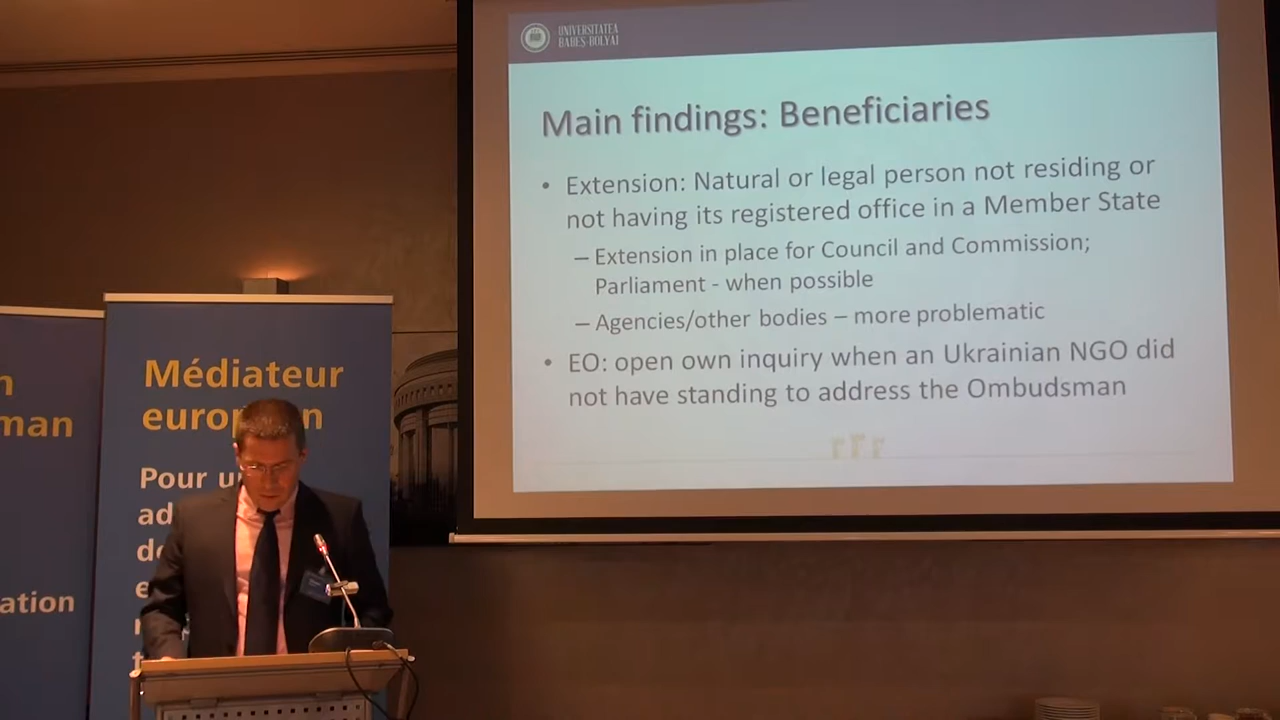 UNIVERSITATEA
BABEȘ-BOLYAI
Main findings: Beneficiaries
• Extension: Natural or legal person not residing or
not having its registered office in a Member State
– Extension in place for Council and Commission;
Parliament - when possible
– Agencies/other bodies – more problematic
• EO: open own inquiry when an Ukrainian NGO did
not have standing to address the Ombudsman
n
man
ation
Médiateur
Pour
ad